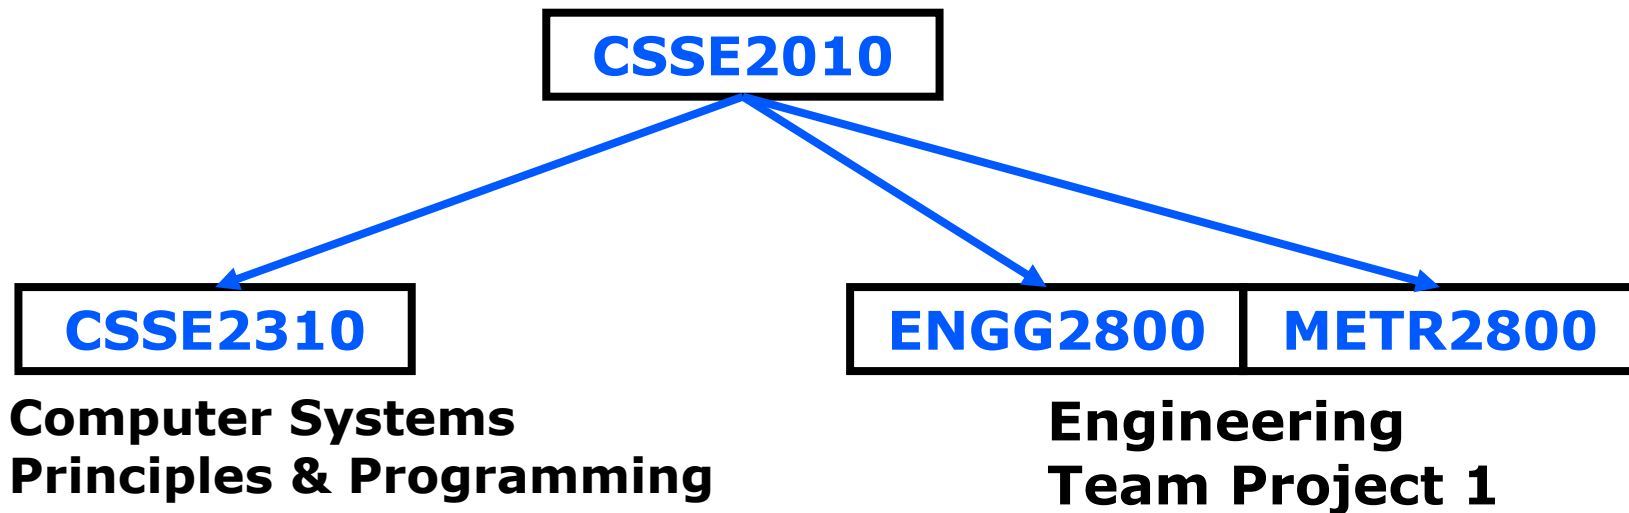 CSSE2010
CSSE2310
ENGG2800
METR2800
Computer Systems
Principles & Programming
Engineering
Team Project 1